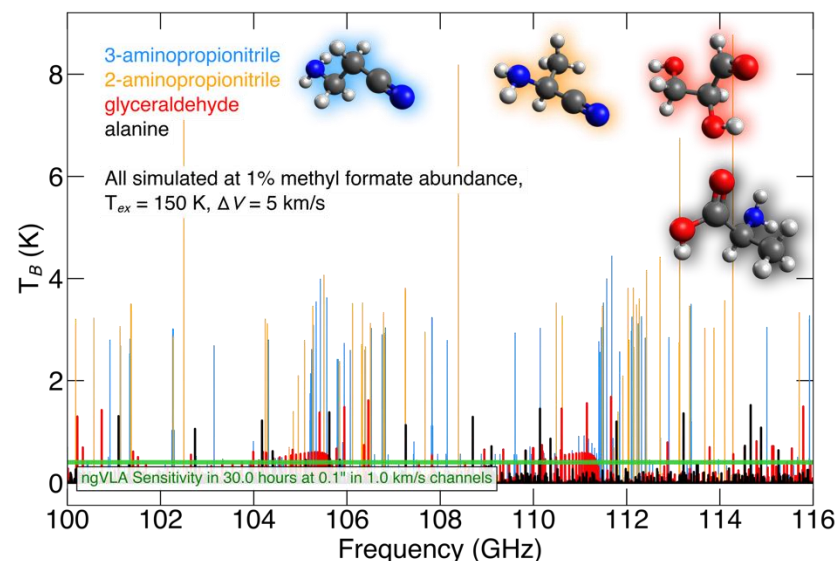 3-aminopropionitrile
2-aminopropionitrile
glyceraldehyde
alanine
All simulated at 1% methyl formate abundance,
Tex = 150 K, ΔV = 5 km/s
T_B (K)
8
6
4
2
0
ngVLA Sensitivity in 30.0 hours at 0.1" in 1.0 km/s channels
100 102 104 106 108 110 112 114 116
Frequency (GHz)